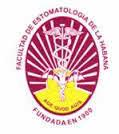 FACULTAD DE ESTOMATOLOGIA DE LA HABANA
AGE QUOD AGIS
FUNDADA EN 1900